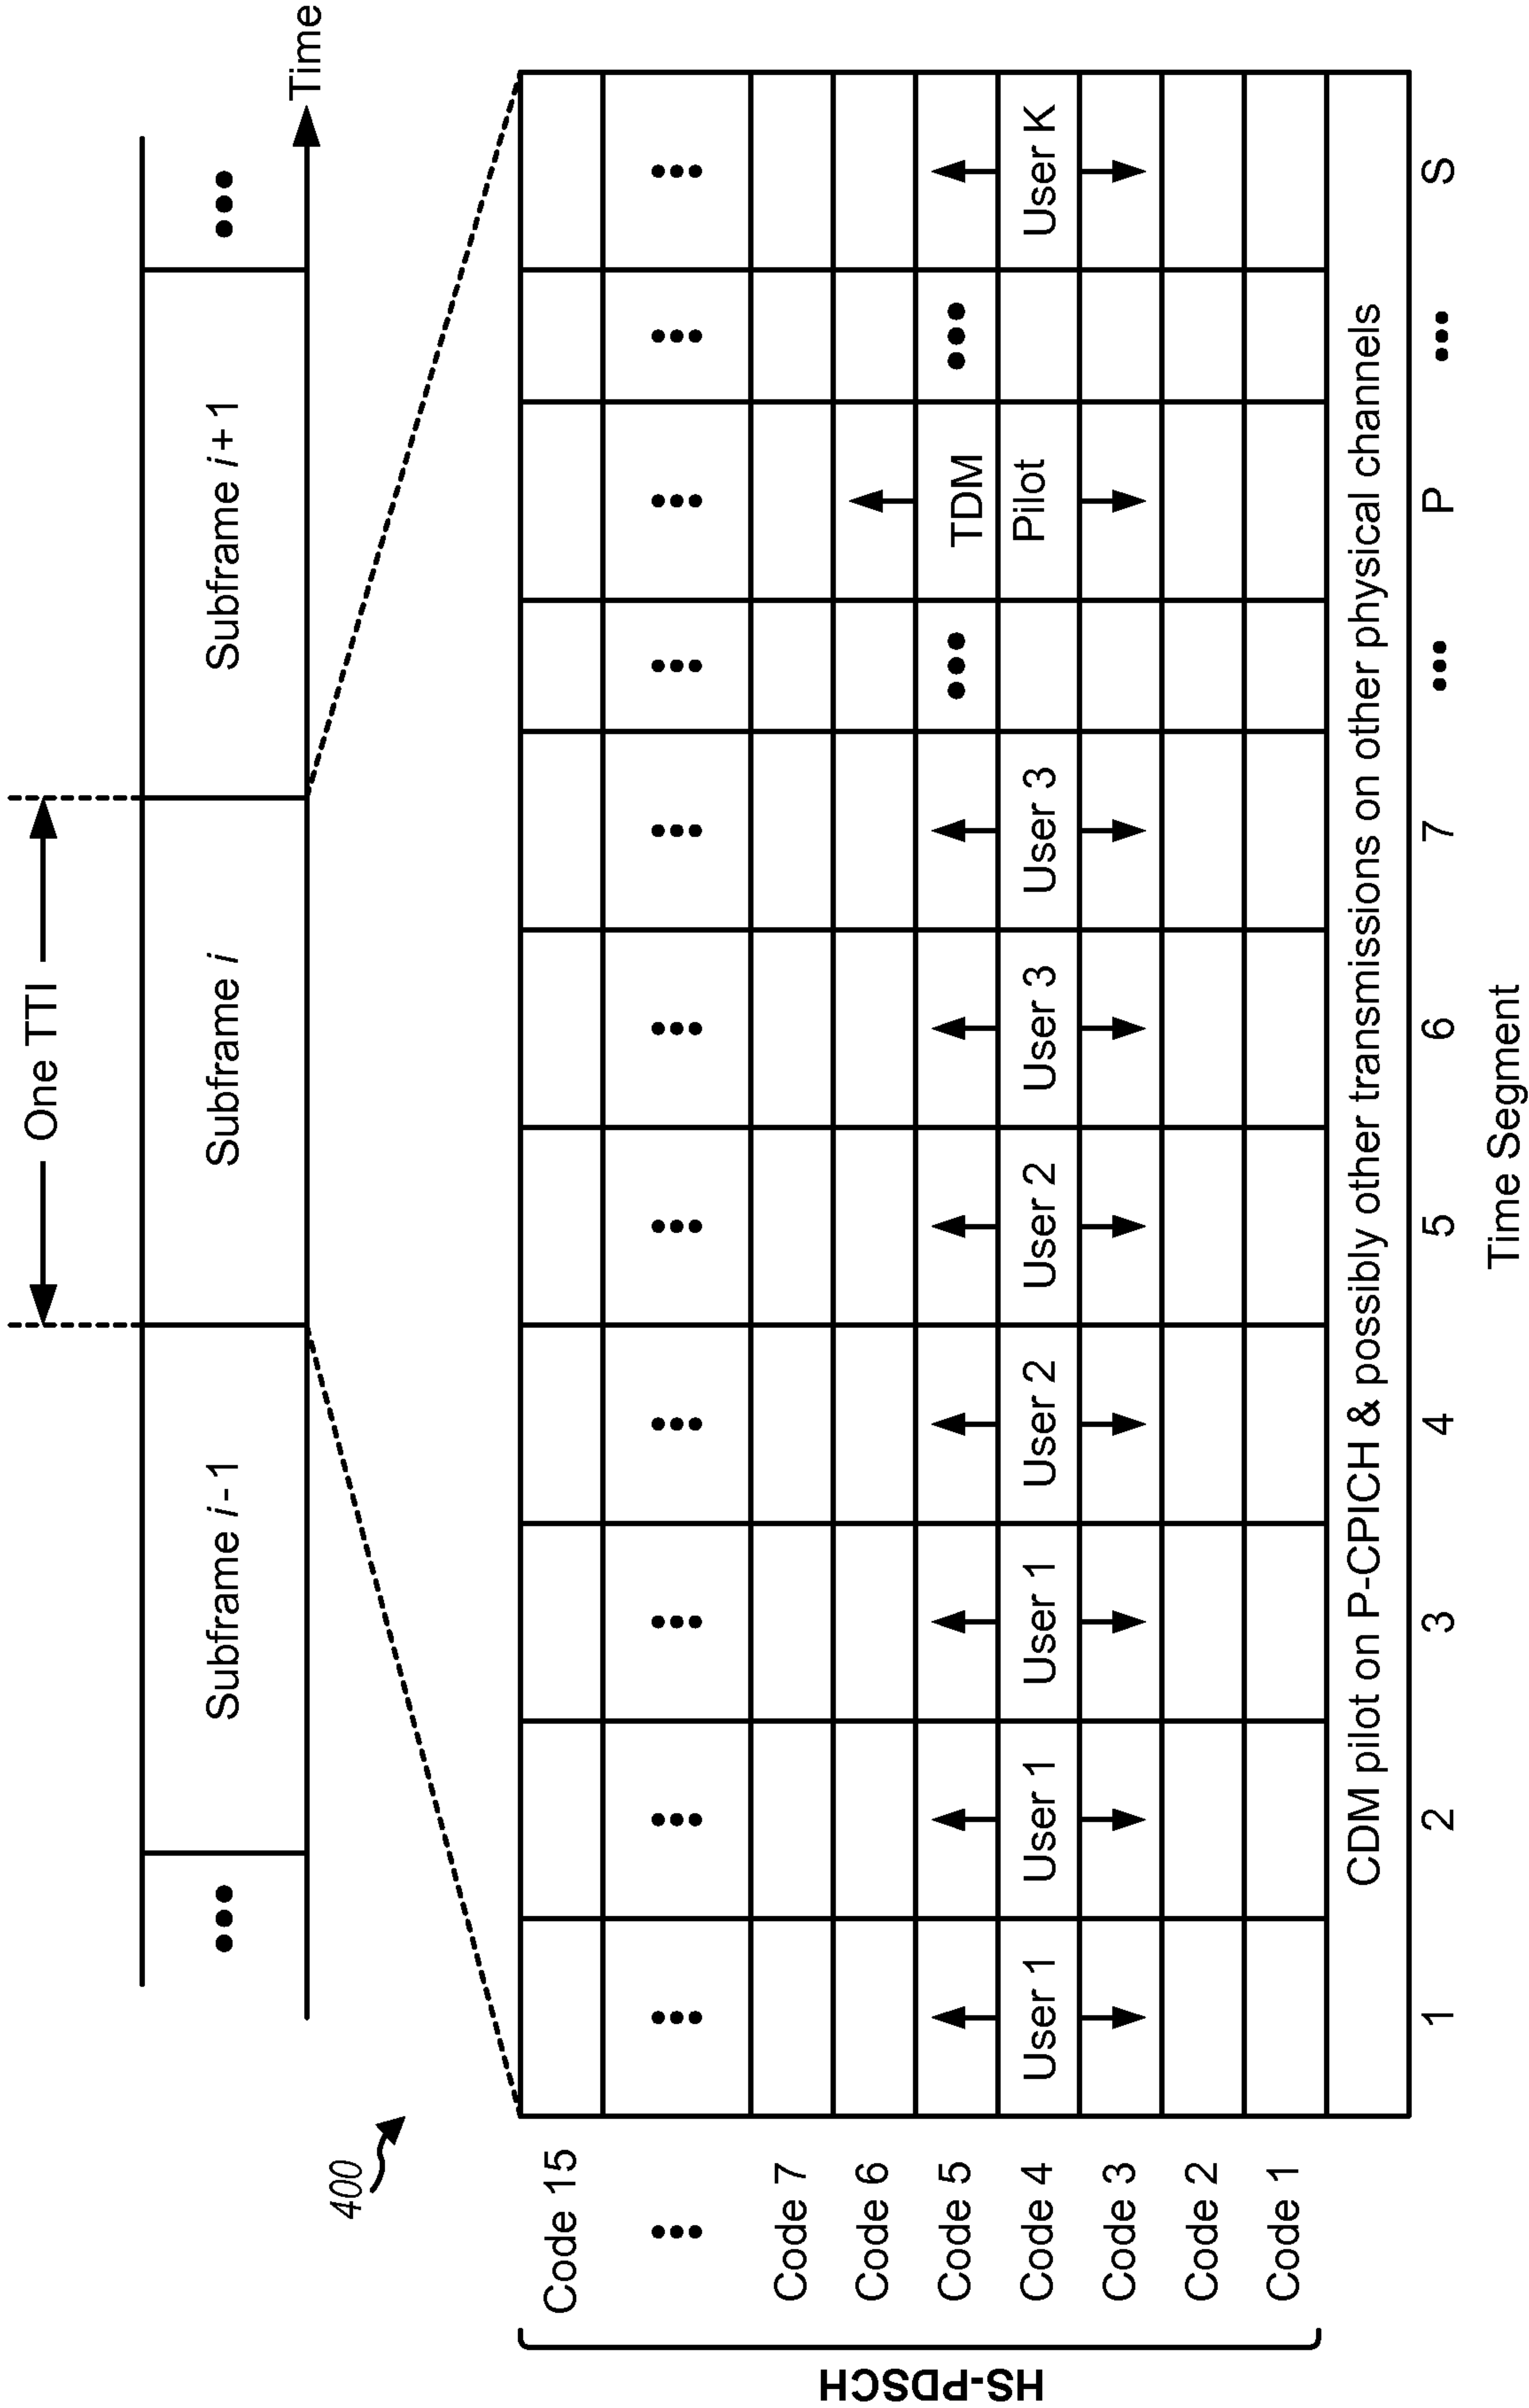 400
One TTI
••• Subframe i - 1 Subframe i Subframe i + 1 •••
Time
HS-PDSCH
Code 15
••• ••• ••• ••• ••• ••• ••• ••• ••• ••• ••• •••
Code 7
Code 6
Code 5 ••• TDM •••
Code 4 User 1 User 1 User 1 User 2 User 2 User 3 User 3 Pilot User K
Code 3
Code 2
Code 1
CDM pilot on P-CPICH & possibly other transmissions on other physical channels
1 2 3 4 5 6 7 ••• P ••• S
Time Segment